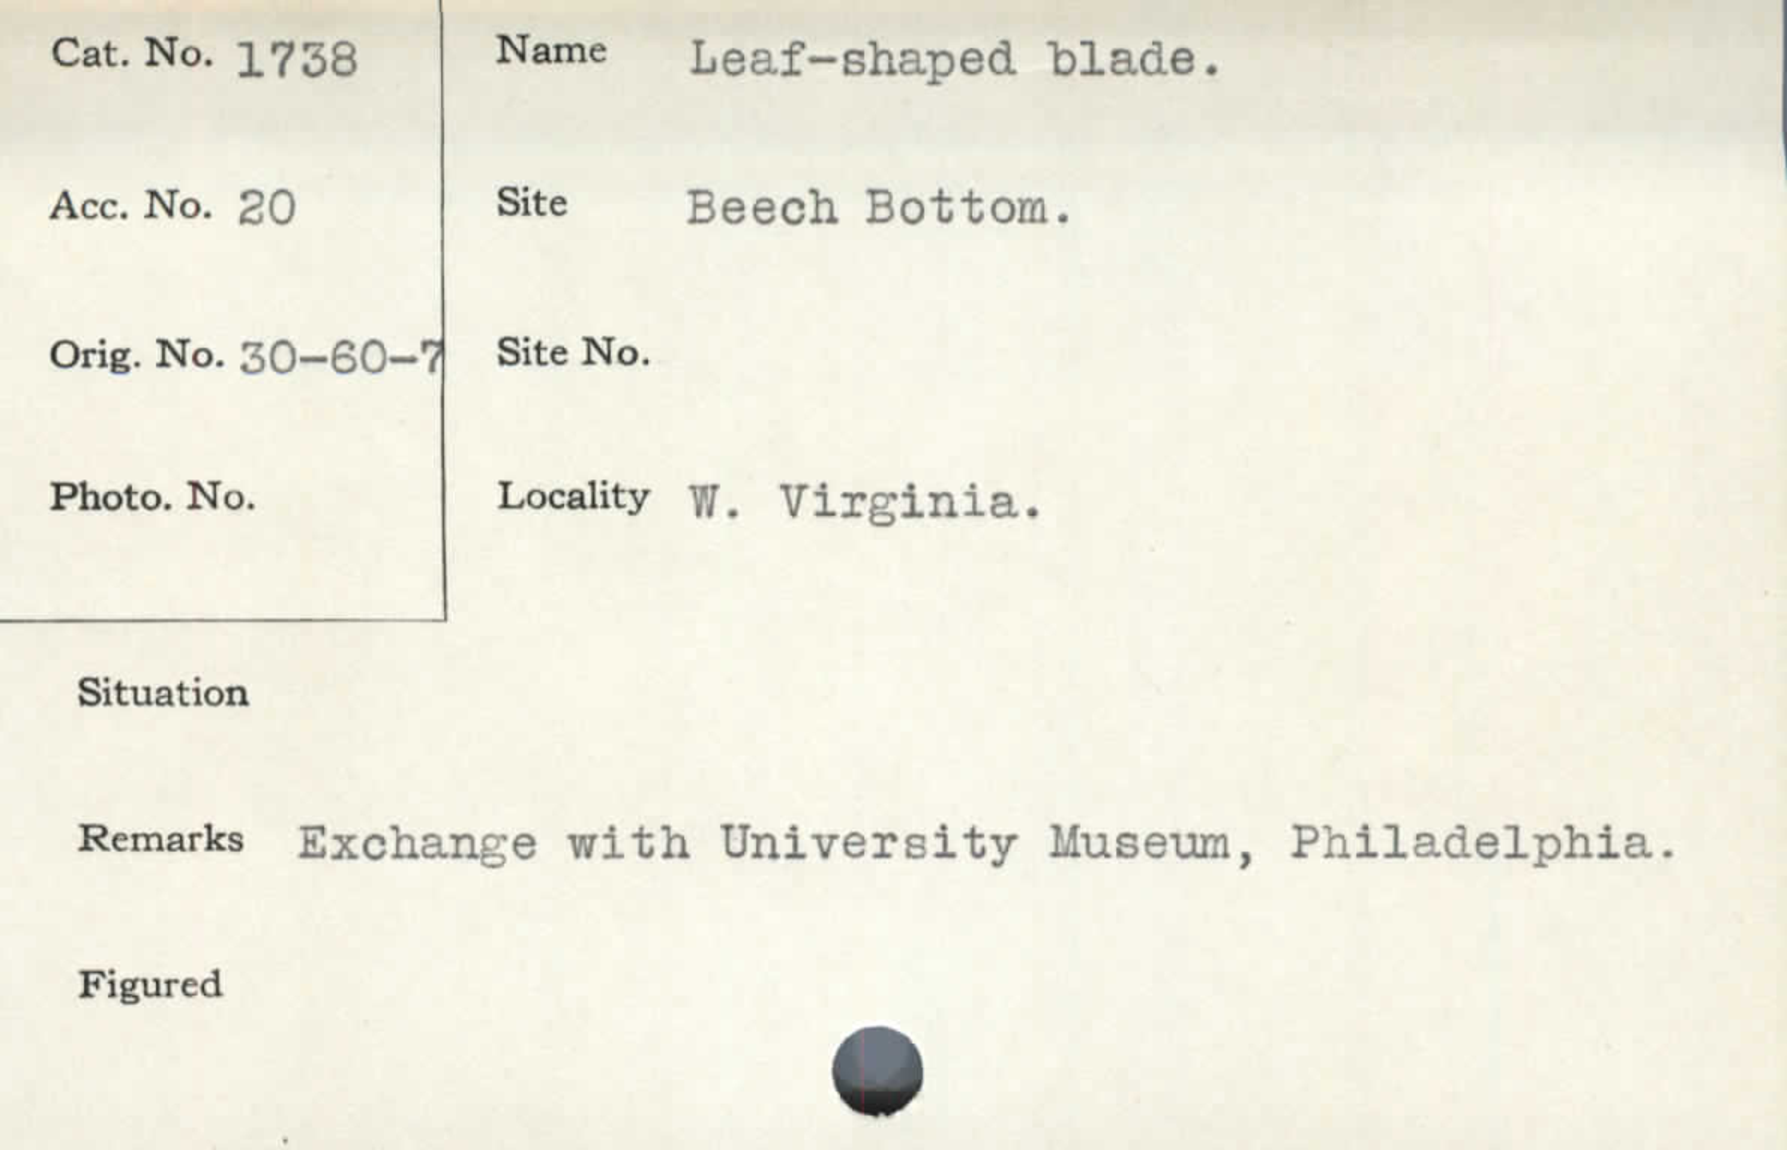 Cat. No. 1738
Name Leaf-shaped blade.
Acc. No. 20
Site Beech Bottom.
Orig. No. 30-60-7
Site No.
Photo. No.
Locality W. Virginia.
Situation
Remarks Exchange with University Museum, Philadelphia.
Figured